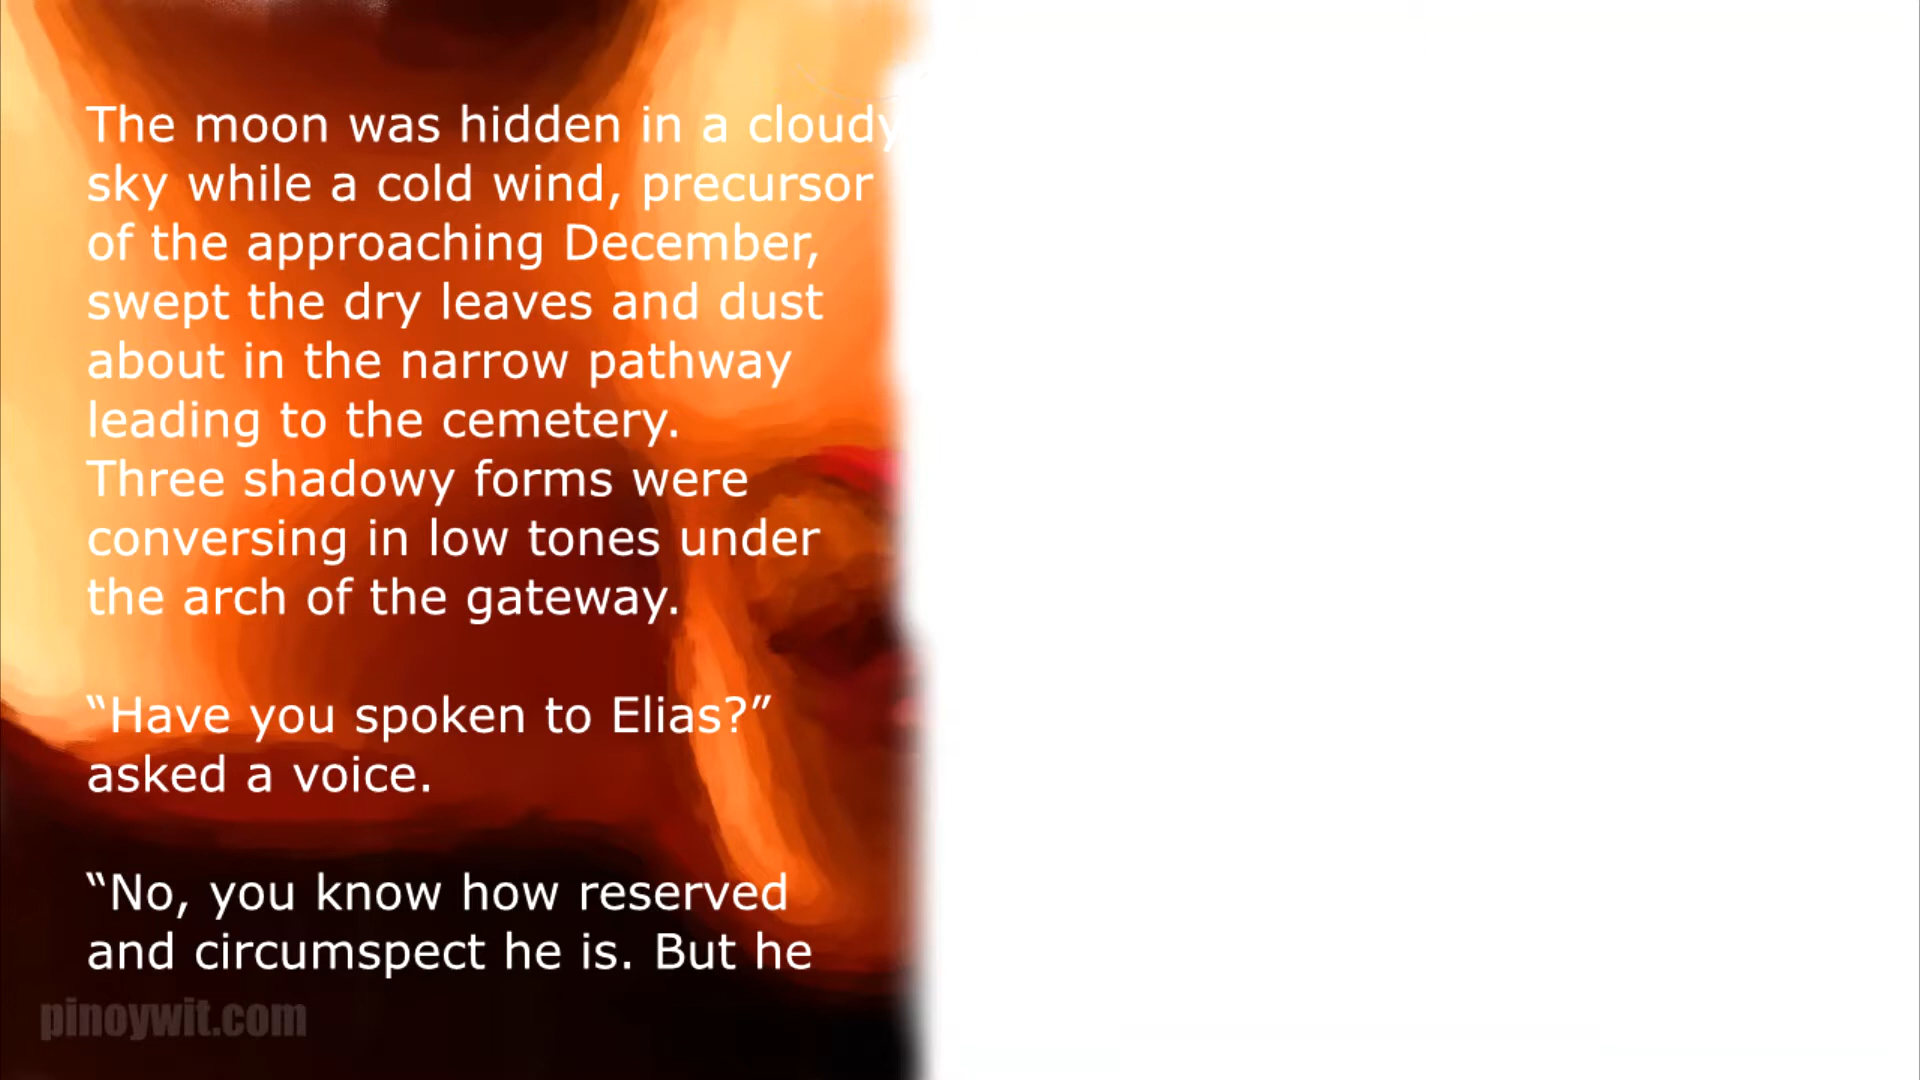 The moon was hidden in a cloudy
sky while a cold wind, precursor
of the approaching December,
swept the dry leaves and dust
about in the narrow pathway
leading to the cemetery.
Three shadowy forms were
conversing in low tones under
the arch of the gateway.
“Have you spoken to Elias?”
asked a voice.
“No, you know how reserved
and circumspect he is. But he
pinoywit.com